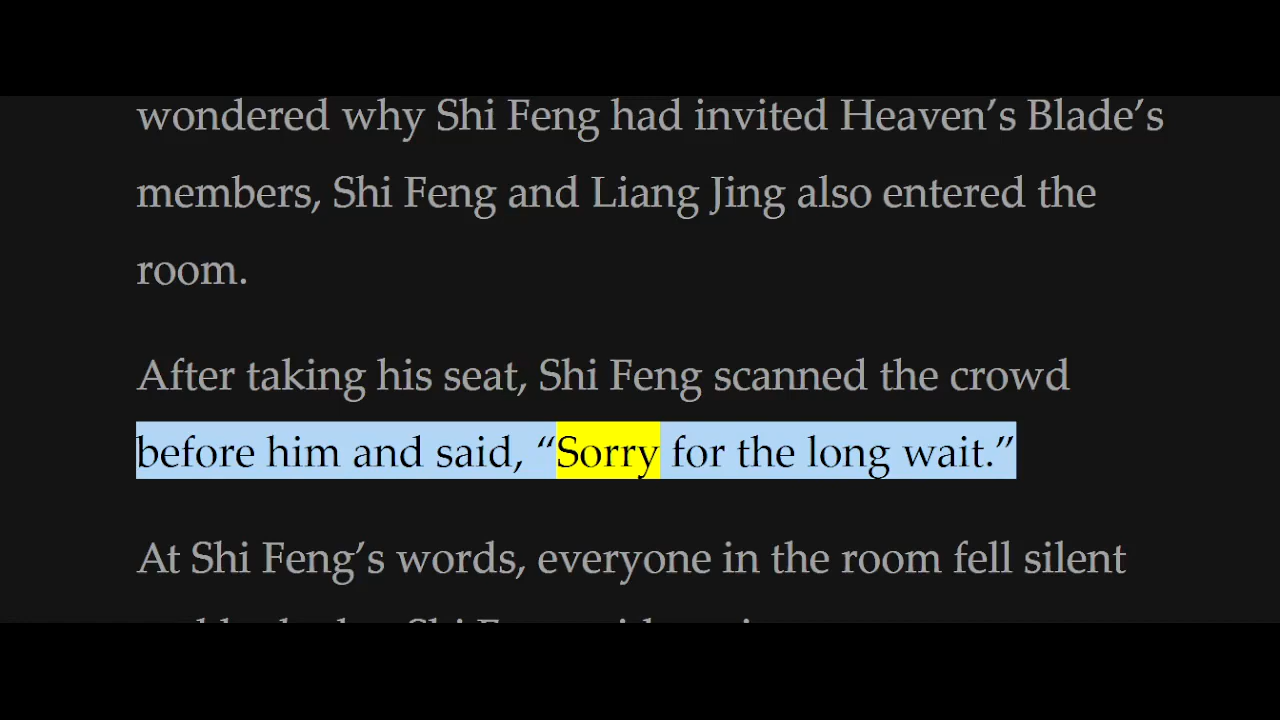 wondered why Shi Feng had invited Heaven’s Blade’s
members, Shi Feng and Liang Jing also entered the
room.
After taking his seat, Shi Feng scanned the crowd
before him and said, “Sorry for the long wait.”
At Shi Feng’s words, everyone in the room fell silent
Shi